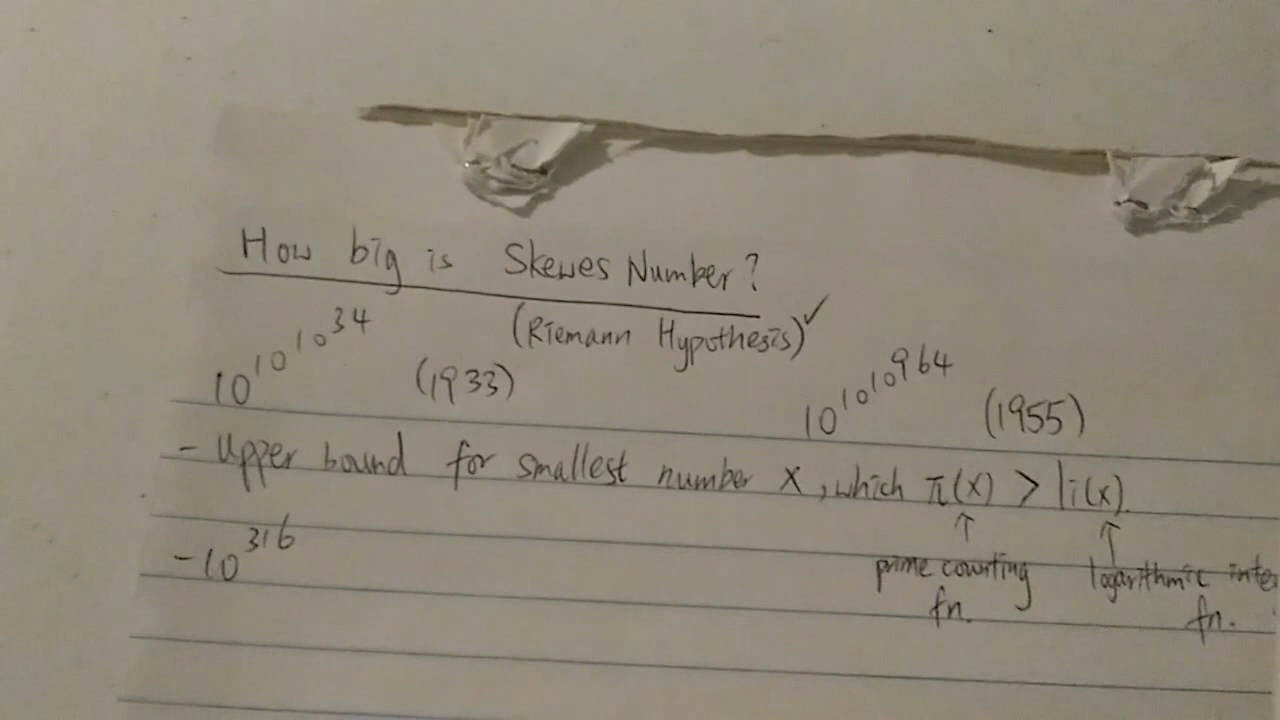 How big is Skewes Number?
(Riemann Hypothesis) ✓
10^10^10^34 (1933) 10^10^10^964 (1955)
- Upper bound for smallest number x, which π(x) > li(x).
↑ ↑
- 10^316
prime counting fn.
logarithmic inte
fn.